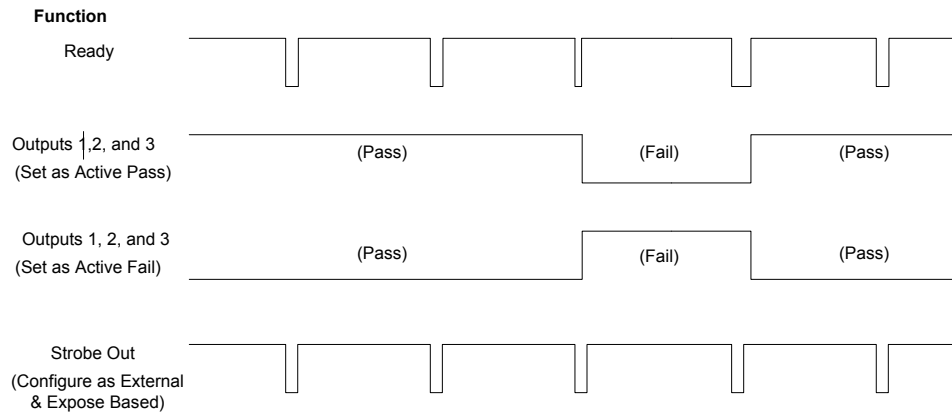 Function
Ready
Outputs 1,2, and 3
(Set as Active Pass)
(Pass)
(Fail)
(Pass)
Outputs 1, 2, and 3
(Set as Active Fail)
(Pass)
(Fail)
(Pass)
Strobe Out
(Configure as External
& Expose Based)